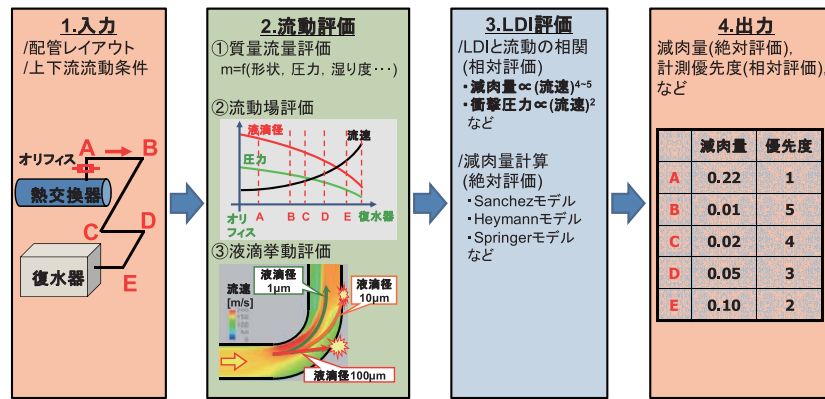 1.入力
/配管レイアウト
/上下流流動条件
A
B
オリフィス
熱交換器
C
D
復水器
E
2.流動評価
①質量流量評価
m=f(形状，圧力，湿り度･･･)
②流動場評価
液滴径
流速
圧力
オリフィス
A
B
C
D
E
復水器
③液滴挙動評価
液滴径
1μm
液滴径
10μm
流速
[m/s]
液滴径100μm
3.LDI評価
/LDIと流動の相関
(相対評価)
・減肉量∝(流速)4~5
・衝撃圧力∝(流速)2
など
/減肉量計算
(絶対評価)
・Sanchezモデル
・Heymannモデル
・Springerモデル
など
4.出力
減肉量(絶対評価),
計測優先度(相対評価),
など
減肉量 優先度
A 0.22 1
B 0.01 5
C 0.02 4
D 0.05 3
E 0.10 2